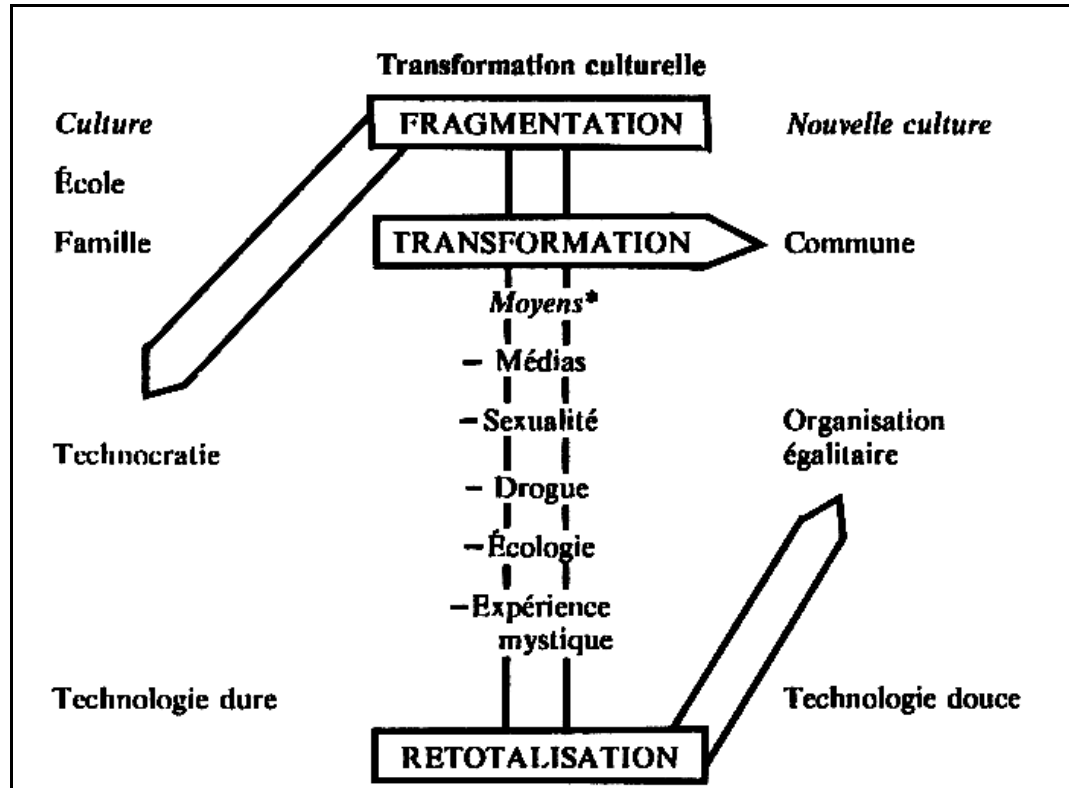 Transformation culturelle
Culture
FRAGMENTATION
Nouvelle culture
École
Famille
TRANSFORMATION
Commune
Moyens*
– Médias
– Sexualité
– Drogue
– Écologie
– Expérience
mystique
Technocratie
Organisation
égalitaire
Technologie dure
Technologie douce
RETOTALISATION